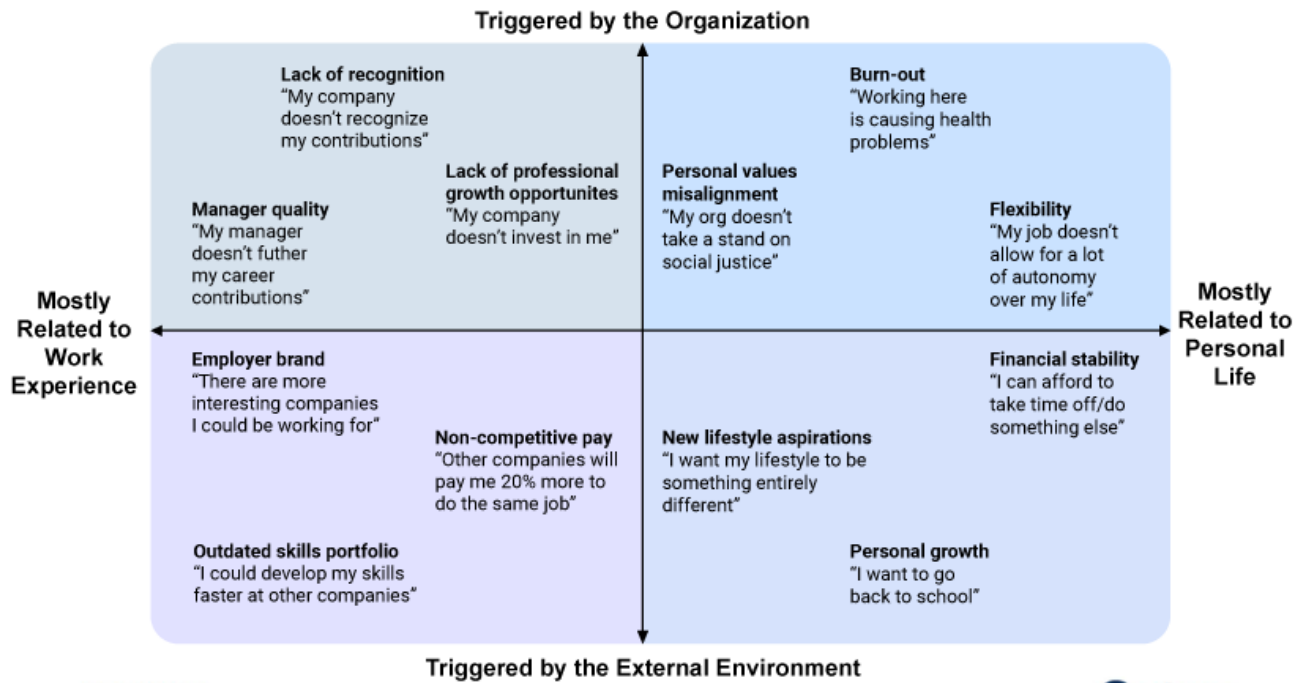 Triggered by the Organization
Lack of recognition
“My company
doesn’t recognize
my contributions”
Burn-out
“Working here
is causing health
problems”
Lack of professional
growth opportunites
“My company
doesn’t invest in me”
Personal values
misalignment
“My org doesn’t
take a stand on
social justice”
Manager quality
“My manager
doesn’t futher
my career
contributions”
Flexibility
“My job doesn’t
allow for a lot
of autonomy
over my life”
Mostly
Related to
Work
Experience
Mostly
Related to
Personal
Life
Employer brand
“There are more
interesting companies
I could be working for”
Financial stability
“I can afford to
take time off/do
something else”
Non-competitive pay
“Other companies will
pay me 20% more to
do the same job”
New lifestyle aspirations
“I want my lifestyle to be
something entirely
different”
Outdated skills portfolio
“I could develop my skills
faster at other companies”
Personal growth
“I want to go
back to school”
Triggered by the External Environment